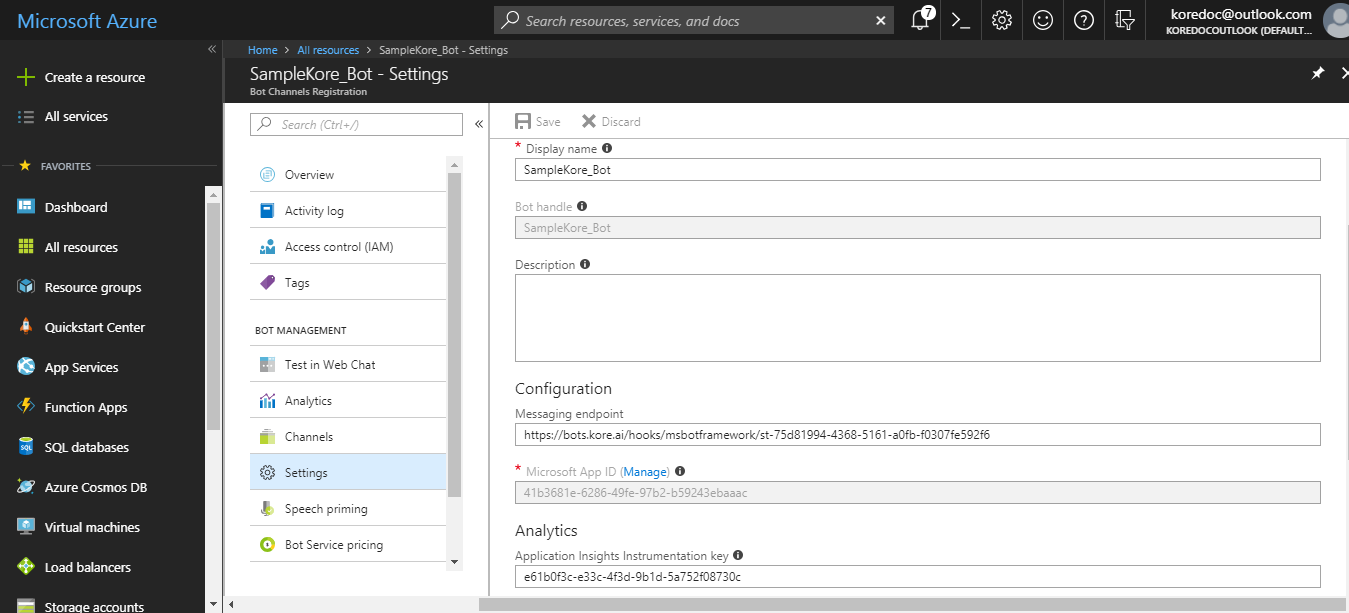 Microsoft Azure
Search resources, services, and docs
7
koredoc@outlook.com
KOREDOCOUTLOOK (DEFAULT...
Create a resource
All services
FAVORITES
Dashboard
All resources
Resource groups
Quickstart Center
App Services
Function Apps
SQL databases
Azure Cosmos DB
Virtual machines
Load balancers
Storage accounts
Home > All resources > SampleKore_Bot - Settings
SampleKore_Bot - Settings
Bot Channels Registration
Search (Ctrl+/)
Overview
Activity log
Access control (IAM)
Tags
BOT MANAGEMENT
Test in Web Chat
Analytics
Channels
Settings
Speech priming
Bot Service pricing
Save Discard
* Display name
SampleKore_Bot
Bot handle
SampleKore_Bot
Description
Configuration
Messaging endpoint
https://bots.kore.ai/hooks/msbotframework/st-75d81994-4368-5161-a0fb-f0307fe592f6
* Microsoft App ID (Manage)
41b3681e-6286-49fe-97b2-b59243ebaaac
Analytics
Application Insights Instrumentation key
e61b0f3c-e33c-4f3d-9b1d-5a752f08730c